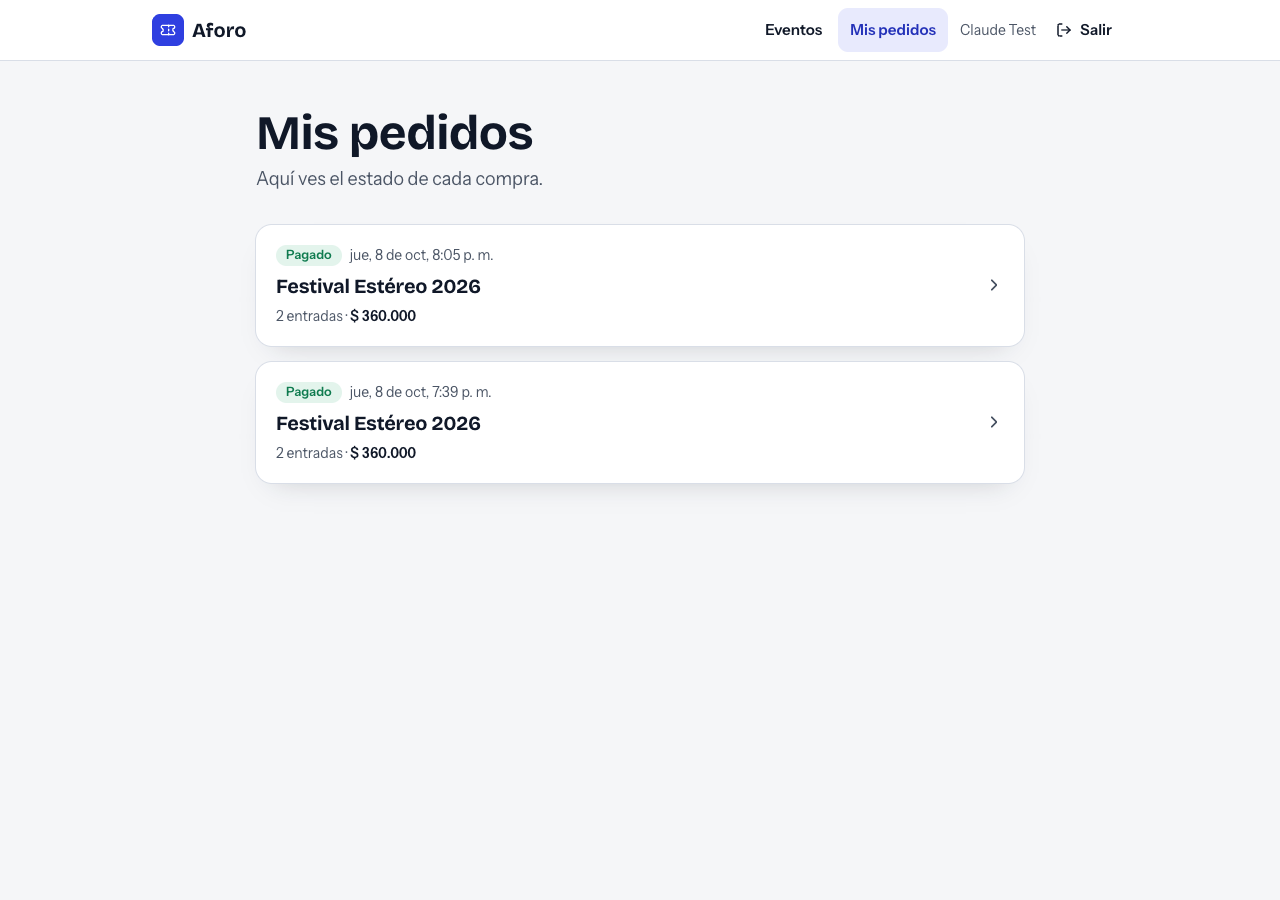 Aforo
Eventos
Mis pedidos
Claude Test
Salir
Mis pedidos
Aquí ves el estado de cada compra.
Pagado jue, 8 de oct, 8:05 p. m.
Festival Estéreo 2026
2 entradas · $ 360.000
Pagado jue, 8 de oct, 7:39 p. m.
Festival Estéreo 2026
2 entradas · $ 360.000